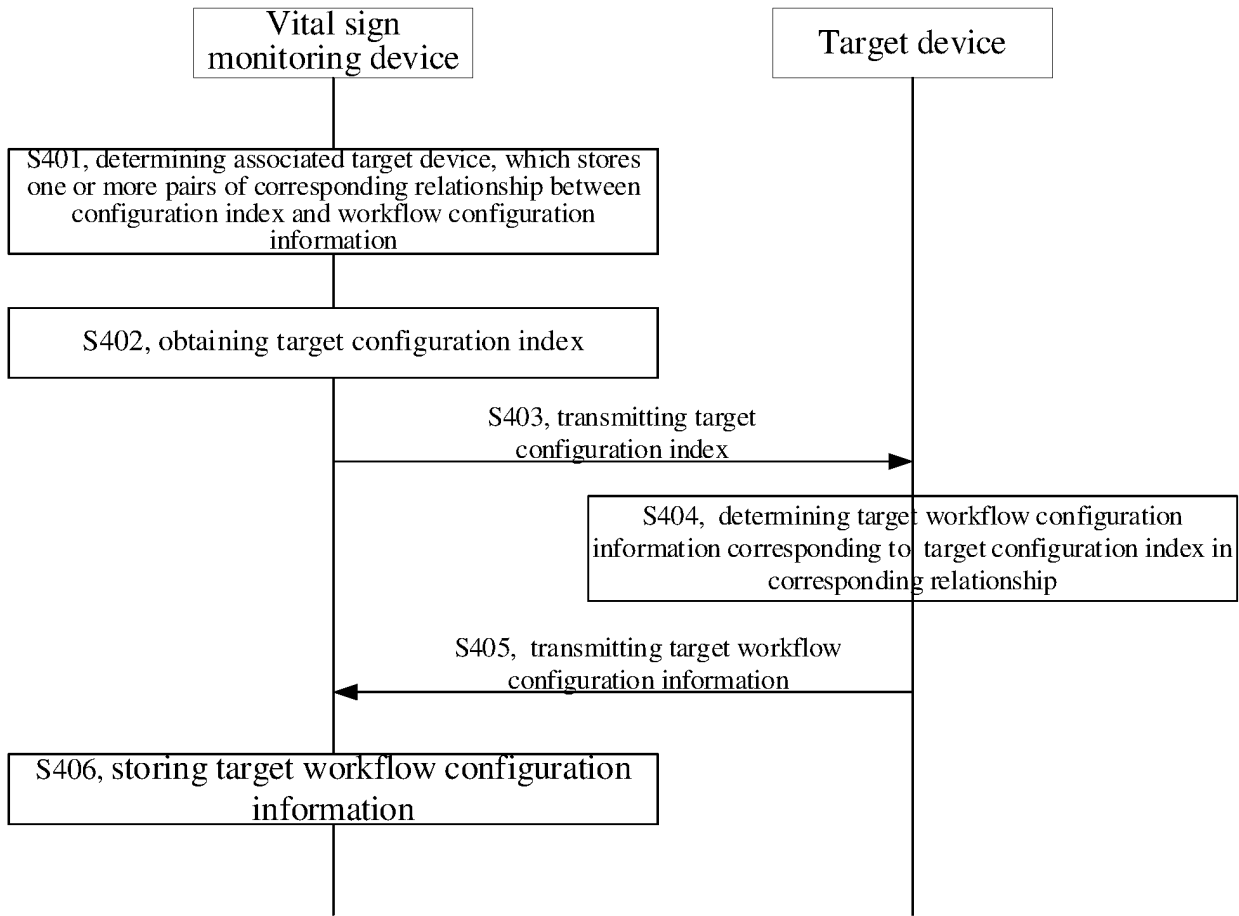 Vital sign
monitoring device
Target device
S401, determining associated target device, which stores
one or more pairs of corresponding relationship between
configuration index and workflow configuration
information
S402, obtaining target configuration index
S403, transmitting target
configuration index
S404, determining target workflow configuration
information corresponding to target configuration index in
corresponding relationship
S405, transmitting target workflow
configuration information
S406, storing target workflow configuration
information